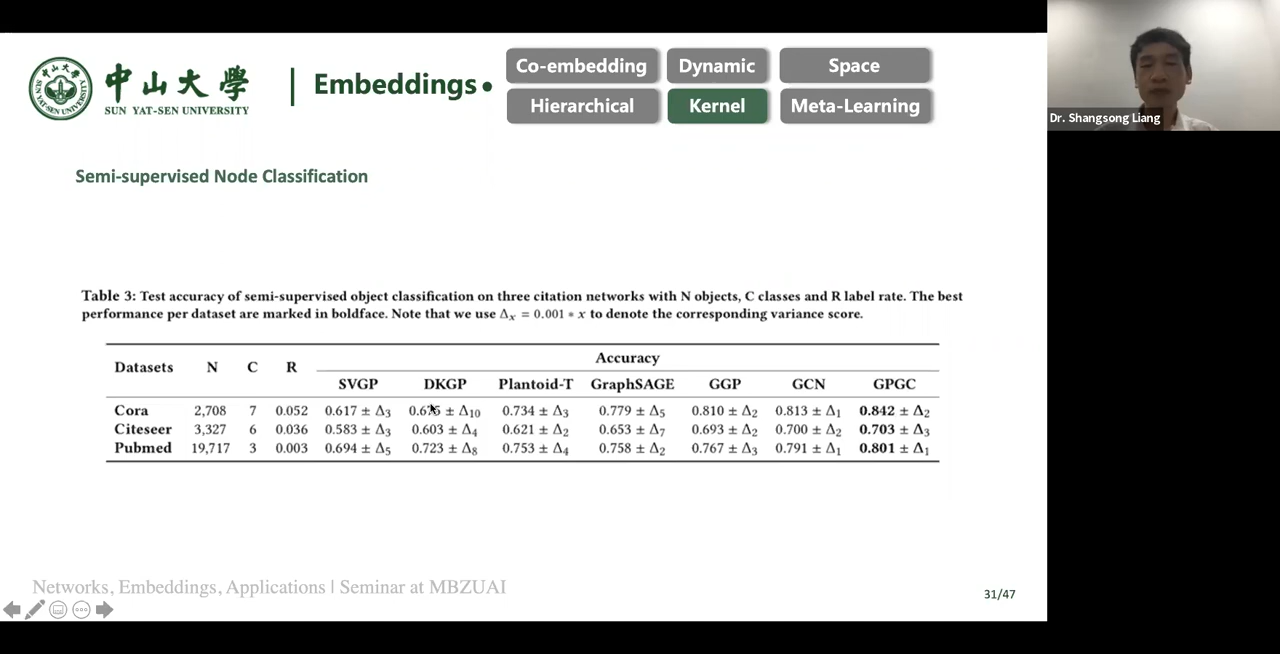 中山大學
SUN YAT-SEN UNIVERSITY
SUN YAT-SEN UNIVERSITY
Embeddings
Co-embedding
Dynamic
Space
Hierarchical
Kernel
Meta-Learning
Dr. Shangsong Liang
Semi-supervised Node Classification
Table 3: Test accuracy of semi-supervised object classification on three citation networks with N objects, C classes and R label rate. The best
performance per dataset are marked in boldface. Note that we use Δx = 0.001 * x to denote the corresponding variance score.
Datasets N C R Accuracy
SVGP DKGP Plantoid-T GraphSAGE GGP GCN GPGC
Cora 2,708 7 0.052 0.617 ± Δ3 ± Δ10 0.734 ± Δ3 0.779 ± Δ5 0.810 ± Δ2 0.813 ± Δ1 0.842 ± Δ2
Citeseer 3,327 6 0.036 0.583 ± Δ3 0.603 ± Δ4 0.621 ± Δ2 0.653 ± Δ7 0.693 ± Δ2 0.700 ± Δ2 0.703 ± Δ3
Pubmed 19,717 3 0.003 0.694 ± Δ5 0.723 ± Δ8 0.753 ± Δ4 0.758 ± Δ2 0.767 ± Δ3 0.791 ± Δ1 0.801 ± Δ1
Networks, Embeddings, Applications | Seminar at MBZUAI
31/47